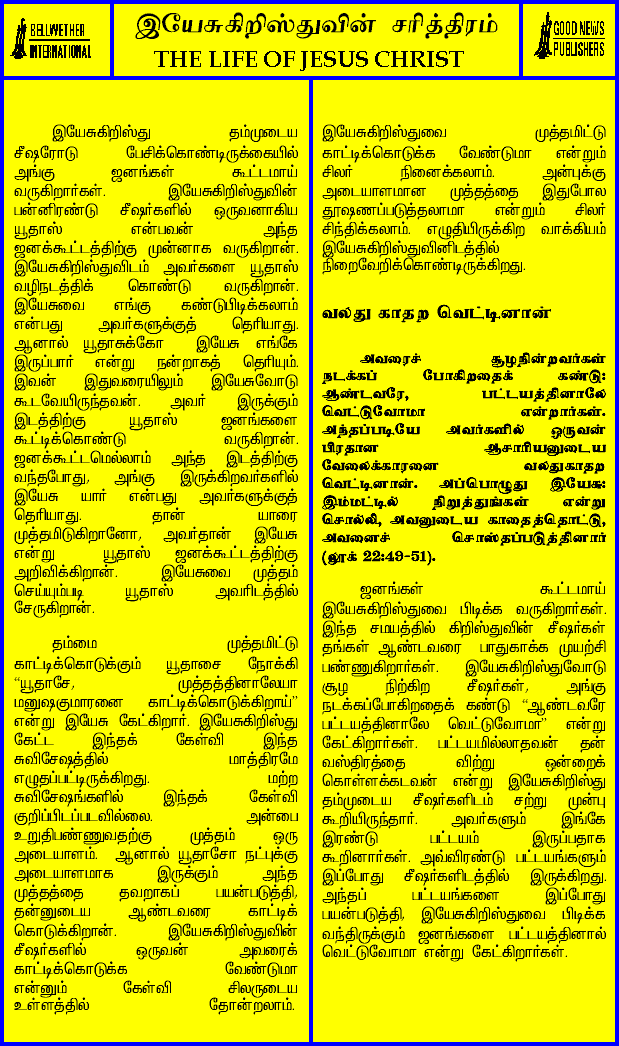 BELLWETHER
INTERNATIONAL
இயேசுகிறிஸ்துவின் சரித்திரம்
THE LIFE OF JESUS CHRIST
GOOD NEWS
PUBLISHERS
இயேசுகிறிஸ்து தம்முடைய
சீஷரோடு பேசிக்கொண்டிருக்கையில்
அங்கு ஜனங்கள் கூட்டமாய்
வருகிறார்கள். இயேசுகிறிஸ்துவின்
பன்னிரண்டு சீஷர்களில் ஒருவனாகிய
யூதாஸ் என்பவன் அந்த
ஜனக்கூட்டத்திற்கு முன்னாக வருகிறான்.
இயேசுகிறிஸ்துவிடம் அவர்களை யூதாஸ்
வழிநடத்திக் கொண்டு வருகிறான்.
இயேசுவை எங்கு கண்டுபிடிக்கலாம்
என்பது அவர்களுக்குத் தெரியாது.
ஆனால் யூதாசுக்கோ இயேசு எங்கே
இருப்பார் என்று நன்றாகத் தெரியும்.
இவன் இதுவரையிலும் இயேசுவோடு
கூடவேயிருந்தவன். அவர் இருக்கும்
இடத்திற்கு யூதாஸ் ஜனங்களை
கூட்டிக்கொண்டு வருகிறான்.
ஜனக்கூட்டமெல்லாம் அந்த இடத்திற்கு
வந்தபோது, அங்கு இருக்கிறவர்களில்
இயேசு யார் என்பது அவர்களுக்குத்
தெரியாது. தான் யாரை
முத்தமிடுகிறானோ, அவர்தான் இயேசு
என்று யூதாஸ் ஜனக்கூட்டத்திற்கு
அறிவிக்கிறான். இயேசுவை முத்தம்
செய்யும்படி யூதாஸ் அவரிடத்தில்
சேருகிறான்.
தம்மை முத்தமிட்டு
காட்டிக்கொடுக்கும் யூதாசை நோக்கி
“யூதாசே, முத்தத்தினாலேயா
மனுஷகுமாரனை காட்டிக்கொடுக்கிறாய்”
என்று இயேசு கேட்கிறார். இயேசுகிறிஸ்து
கேட்ட இந்தக் கேள்வி இந்த
சுவிசேஷத்தில் மாத்திரமே
எழுதப்பட்டிருக்கிறது. மற்ற
சுவிசேஷங்களில் இந்தக் கேள்வி
குறிப்பிடப்படவில்லை. அன்பை
உறுதிபண்ணுவதற்கு முத்தம் ஒரு
அடையாளம். ஆனால் யூதாசோ நட்புக்கு
அடையாளமாக இருக்கும் அந்த
முத்தத்தை தவறாகப் பயன்படுத்தி,
தன்னுடைய ஆண்டவரை காட்டிக்
கொடுக்கிறான். இயேசுகிறிஸ்துவின்
சீஷர்களில் ஒருவன் அவரைக்
காட்டிக்கொடுக்க வேண்டுமா
என்னும் கேள்வி சிலருடைய
உள்ளத்தில் தோன்றலாம்.
இயேசுகிறிஸ்துவை முத்தமிட்டு
காட்டிக்கொடுக்க வேண்டுமா என்றும்
சிலர் நினைக்கலாம். அன்புக்கு
அடையாளமான முத்தத்தை இதுபோல
தூஷணப்படுத்தலாமா என்றும் சிலர்
சிந்திக்கலாம். எழுதியிருக்கிற வாக்கியம்
இயேசுகிறிஸ்துவினிடத்தில்
நிறைவேறிக்கொண்டிருக்கிறது.
வலது காதற வெட்டினான்
அவரைச் சூழநின்றவர்கள்
நடக்கப் போகிறதைக் கண்டு:
ஆண்டவரே, பட்டயத்தினாலே
வெட்டுவோமா என்றார்கள்.
அந்தப்படியே அவர்களில் ஒருவன்
பிரதான ஆசாரியனுடைய
வேலைக்காரனை வலதுகாதற
வெட்டினான். அப்பொழுது இயேசு:
இம்மட்டில் நிறுத்துங்கள் என்று
சொல்லி, அவனுடைய காதைத்தொட்டு,
அவனைச் சொஸ்தப்படுத்தினார்
(லூக் 22:49-51).
ஜனங்கள் கூட்டமாய்
இயேசுகிறிஸ்துவை பிடிக்க வருகிறார்கள்.
இந்த சமயத்தில் கிறிஸ்துவின் சீஷர்கள்
தங்கள் ஆண்டவரை பாதுகாக்க முயற்சி
பண்ணுகிறார்கள். இயேசுகிறிஸ்துவோடு
சூழ நிற்கிற சீஷர்கள், அங்கு
நடக்கப்போகிறதைக் கண்டு “ஆண்டவரே
பட்டயத்தினாலே வெட்டுவோமா” என்று
கேட்கிறார்கள். பட்டயமில்லாதவன் தன்
வஸ்திரத்தை விற்று ஒன்றைக்
கொள்ளக்கடவன் என்று இயேசுகிறிஸ்து
தம்முடைய சீஷர்களிடம் சற்று முன்பு
கூறியிருந்தார். அவர்களும் இங்கே
இரண்டு பட்டயம் இருப்பதாக
கூறினார்கள். அவ்விரண்டு பட்டயங்களும்
இப்போது சீஷர்களிடத்தில் இருக்கிறது.
அந்தப் பட்டயங்களை இப்போது
பயன்படுத்தி, இயேசுகிறிஸ்துவை பிடிக்க
வந்திருக்கும் ஜனங்களை பட்டயத்தினால்
வெட்டுவோமா என்று கேட்கிறார்கள்.